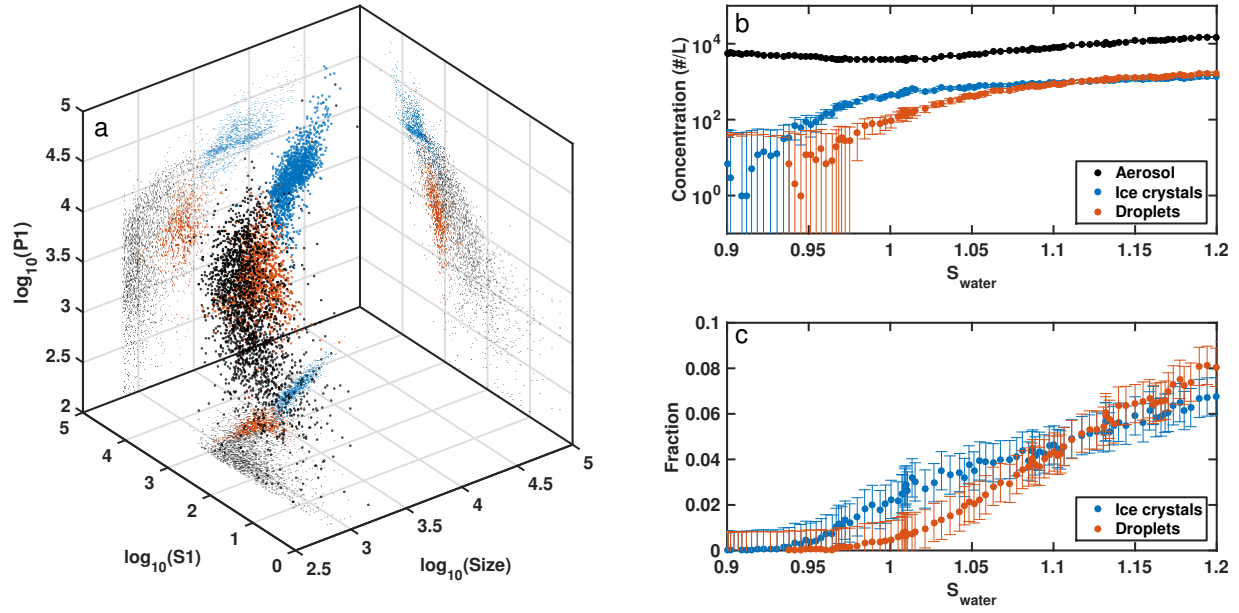 a
log10(P1)
5
4.5
4
3.5
3
2.5
2
5
4
3
2
1
0
log10(S1)
2.5
3
3.5
4
4.5
5
log10(Size)
b
Concentration (#/L)
10^4
10^2
10^0
Aerosol
Ice crystals
Droplets
0.9 0.95 1 1.05 1.1 1.15 1.2
S_water
c
Fraction
0.1
0.08
0.06
0.04
0.02
0
Ice crystals
Droplets
0.9 0.95 1 1.05 1.1 1.15 1.2
S_water